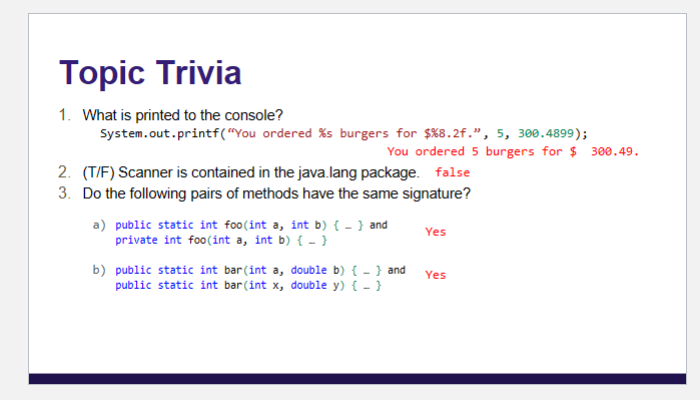 Topic Trivia
1. What is printed to the console?
System.out.printf(“You ordered %s burgers for $%8.2f.”, 5, 300.4899);
You ordered 5 burgers for $  300.49.
2. (T/F) Scanner is contained in the java.lang package. false
3. Do the following pairs of methods have the same signature?
a) public static int foo(int a, int b) { … } and
private int foo(int a, int b) { … }
Yes
b) public static int bar(int a, double b) { … } and
public static int bar(int x, double y) { … }
Yes